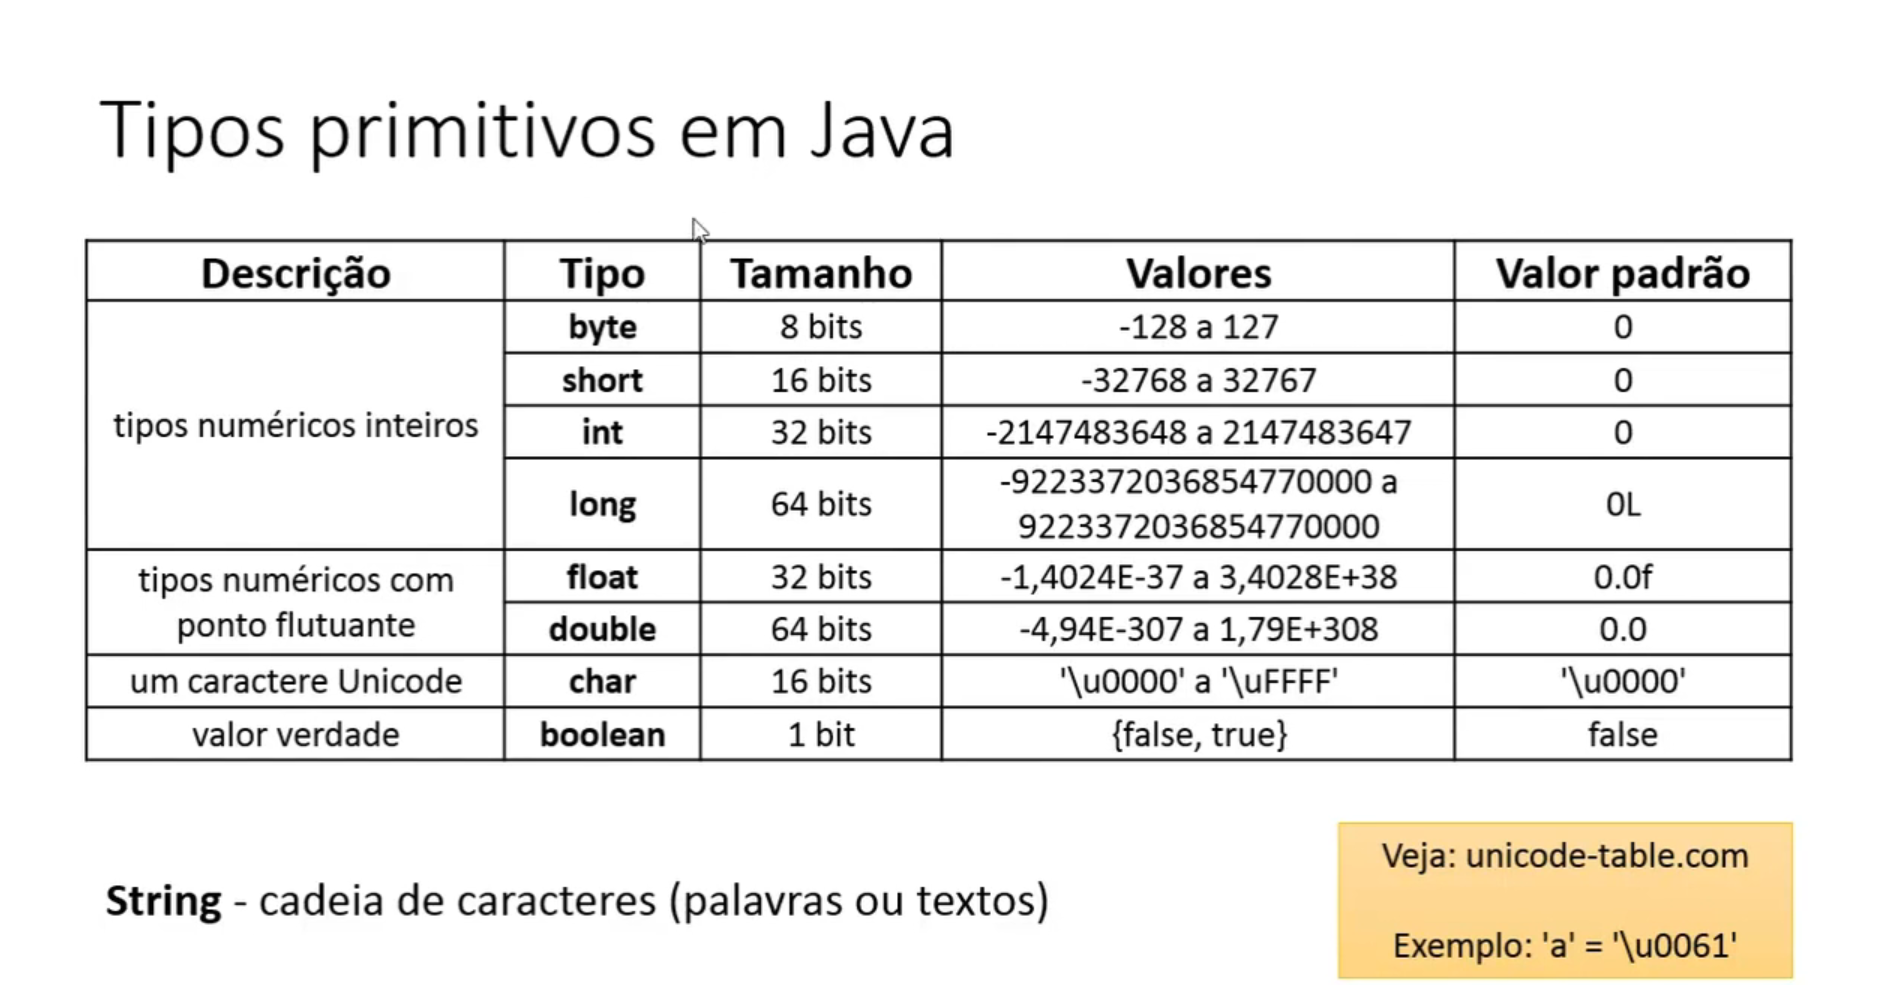 Tipos primitivos em Java
Descrição Tipo Tamanho Valores Valor padrão
tipos numéricos inteiros
byte 8 bits -128 a 127 0
short 16 bits -32768 a 32767 0
int 32 bits -2147483648 a 2147483647 0
long 64 bits -9223372036854770000 a
9223372036854770000 0L
tipos numéricos com
ponto flutuante
float 32 bits -1,4024E-37 a 3,4028E+38 0.0f
double 64 bits -4,94E-307 a 1,79E+308 0.0
um caractere Unicode char 16 bits '\u0000' a '\uFFFF' '\u0000'
valor verdade boolean 1 bit {false, true} false
String - cadeia de caracteres (palavras ou textos)
Veja: unicode-table.com
Exemplo: 'a' = '\u0061'